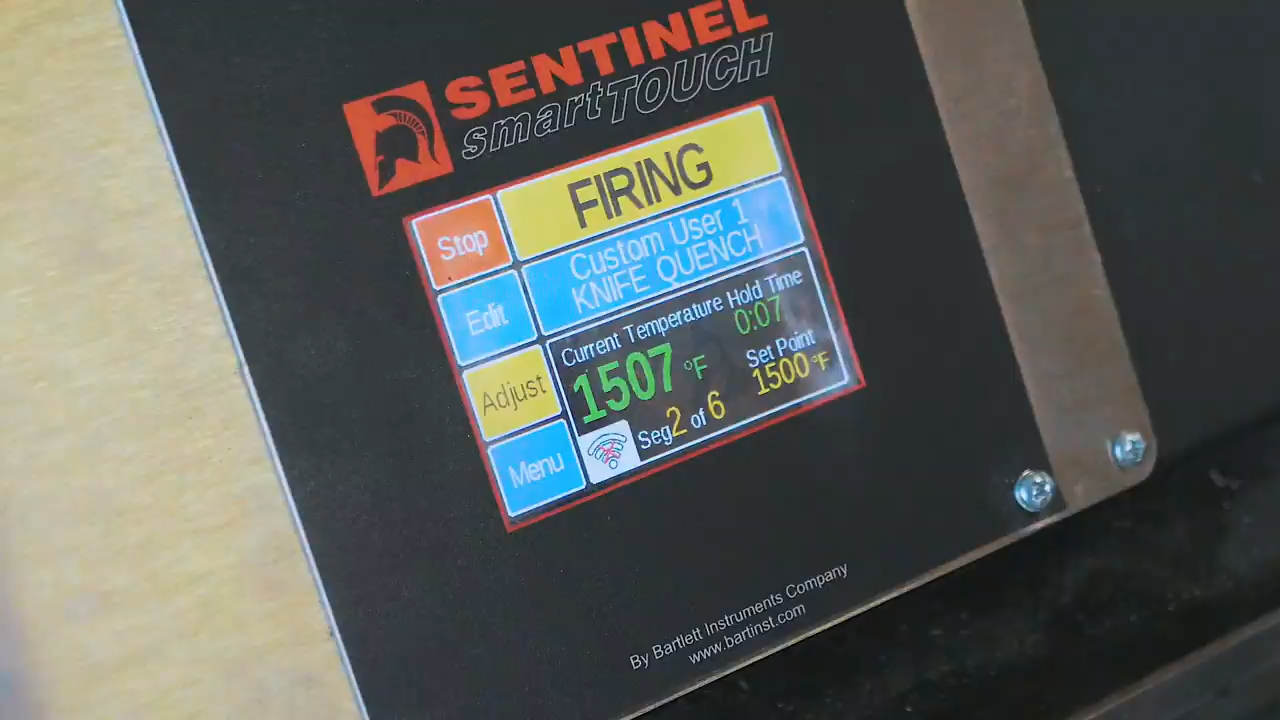 SENTINEL
smartTOUCH
FIRING
Stop
Custom User 1
KNIFE QUENCH
Edit
Current Temperature Hold Time
0:07
1507 °F
Set Point
1500 °F
Adjust
Seg 2 of 6
Menu
By Bartlett Instruments Company
www.bartinst.com